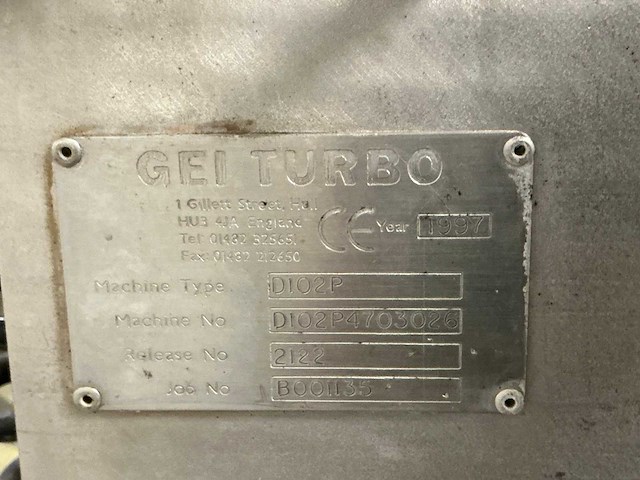 GEI TURBO
1 Gillett Street, Hull,
HU3 4JA England
Tel: 01482 325651
Fax: 01482 212650
CE Year 1997
Machine Type D102P
Machine No D102P4703026
Release No 2122
Job No B001135